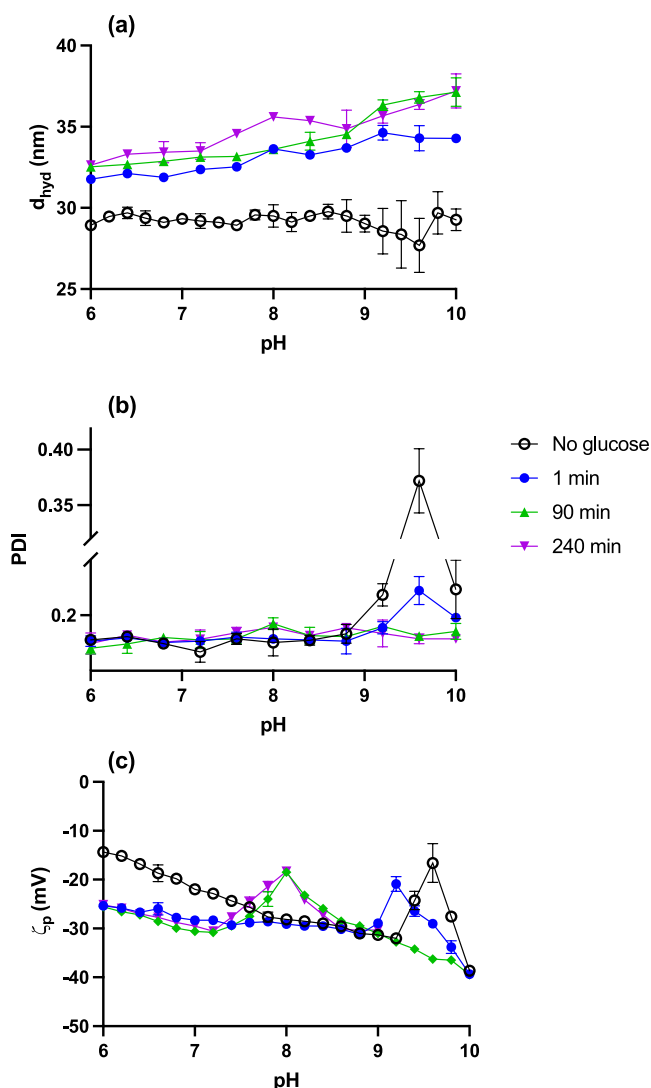 (a)
40
35
30
25
d_hyd (nm)
6 7 8 9 10
pH
(b)
0.40
0.35
0.2
PDI
6 7 8 9 10
pH
No glucose
1 min
90 min
240 min
(c)
0
-10
-20
-30
-40
-50
ζ_p (mV)
6 7 8 9 10
pH